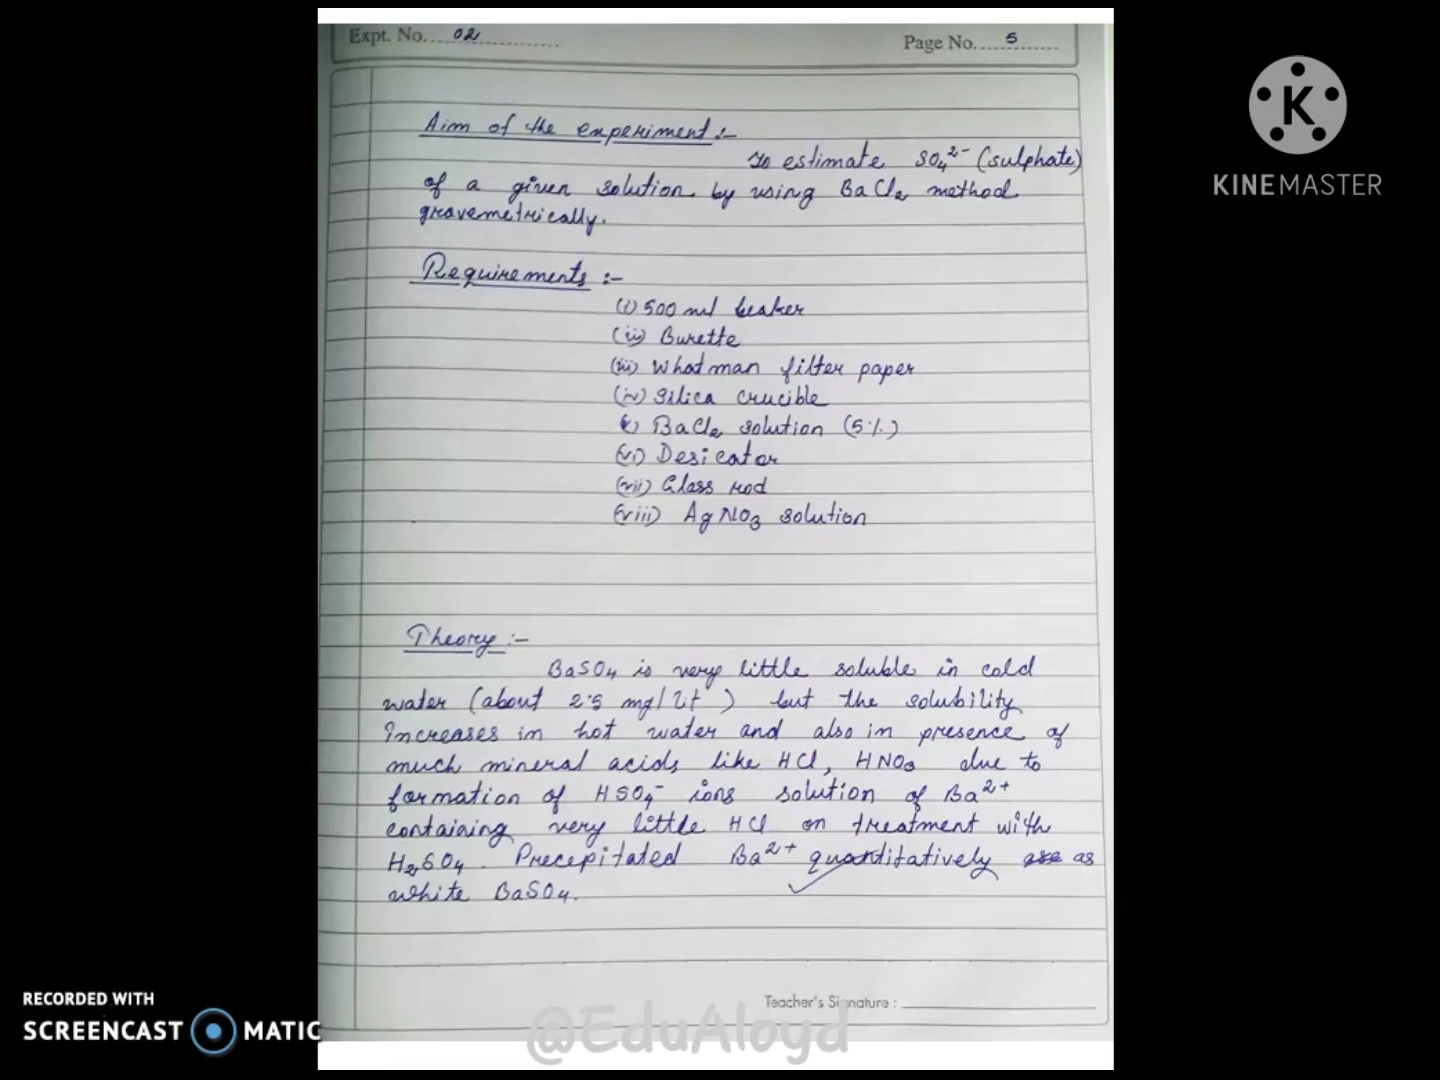 Expt. No. 02
Page No. 5
Aim of the experiment :-
To estimate SO₄²⁻ (sulphate)
of a given solution by using BaCl₂ method
gravemetrically.
Requirements :-
(i) 500 ml beaker
(ii) Burette
(iii) Whatman filter paper
(iv) Silica crucible
(v) BaCl₂ solution (5%)
(vi) Desicator
(vii) Glass rod
(viii) AgNO₃ solution
Theory :-
BaSO₄ is very little soluble in cold
water (about 2.5 mg/lit) but the solubility
increases in hot water and also in presence of
much mineral acids like HCl, HNO₃ due to
formation of HSO₄⁻ ions solution of Ba²⁺
containing very little HCl on treatment with
H₂SO₄. Precepitated Ba²⁺ quantitatively as
white BaSO₄.
Teacher's Signature :
@EduAloyd
K
KINEMASTER
RECORDED WITH
SCREENCAST MATIC